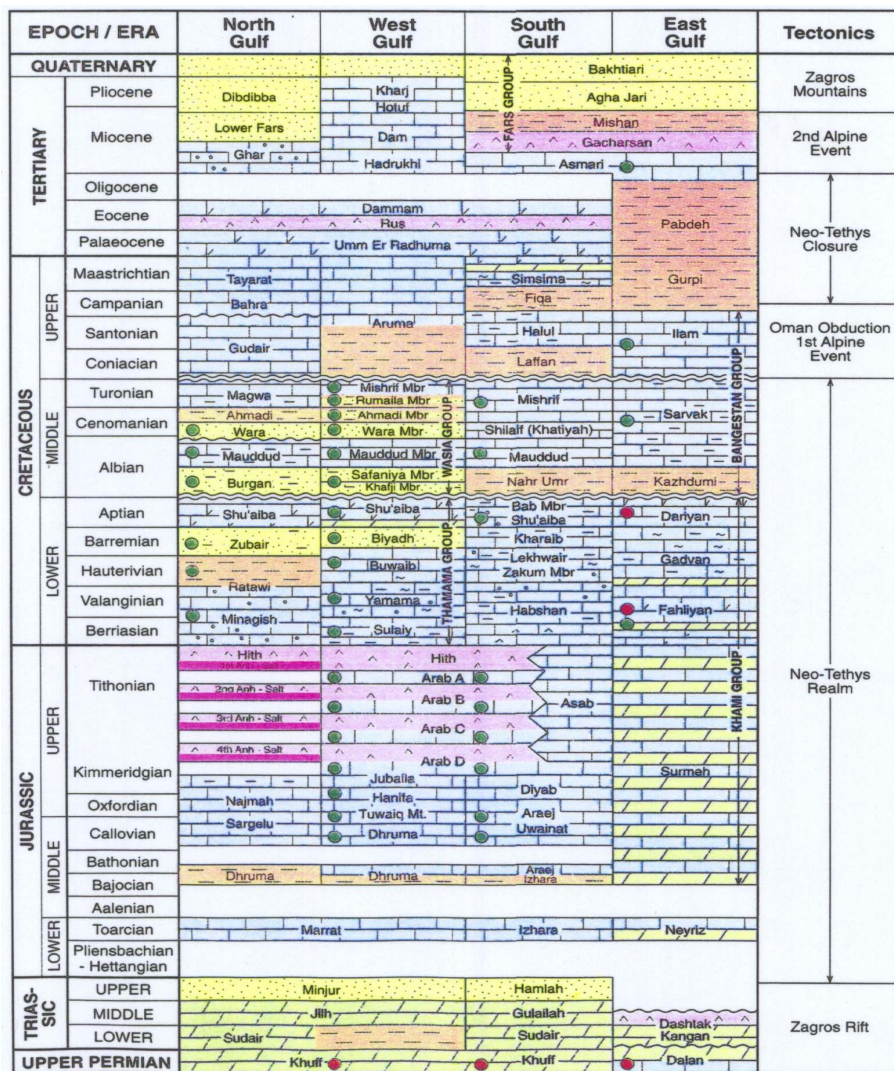 EPOCH / ERA
North Gulf
West Gulf
South Gulf
East Gulf
Tectonics
QUATERNARY
Bakhtiari
Zagros Mountains
TERTIARY
Pliocene
Dibdibba
Kharj
Hofuf
FARS GROUP
Agha Jari
Miocene
Lower Fars
Ghar
Dam
Hadrukhi
Mishan
Gachsaran
Asmari
2nd Alpine Event
Oligocene
Eocene
Dammam
Rus
Pabdeh
Neo-Tethys Closure
Palaeocene
Umm Er Radhuma
CRETACEOUS
UPPER
Maastrichtian
Tayarat
Simsima
Gurpi
Campanian
Bahra
Fiqa
Santonian
Aruma
Halul
Ilam
Oman Obduction
1st Alpine Event
Coniacian
Gudair
Laffan
BANGESTAN GROUP
MIDDLE
Turonian
Magwa
Mishrif Mbr
Rumaila Mbr
Mishrif
Cenomanian
Ahmadi
Wara
Ahmadi Mbr
Wara Mbr
WASIA GROUP
Shilaif (Khatiyah)
Sarvak
Albian
Mauddud
Burgan
Mauddud Mbr
Safaniya Mbr
Khafji Mbr
Mauddud
Nahr Umr
Kazhdumi
LOWER
Aptian
Shu'aiba
Shu'aiba
Bab Mbr
Shu'aiba
Dariyan
Barremian
Zubair
Biyadh
Kharaib
Gadvan
Hauterivian
Ratawi
Buwaib
THAMAMA GROUP
Lekhwair
Zakum Mbr
Valanginian
Minagish
Yamama
Habshan
Fahliyan
Berriasian
Sulaiy
JURASSIC
UPPER
Tithonian
Hith
1st Anh - Salt
2nd Anh - Salt
3rd Anh - Salt
4th Anh - Salt
Hith
Arab A
Arab B
Arab C
Arab D
Asab
KHAMI GROUP
Neo-Tethys Realm
Kimmeridgian
Jubaila
Diyab
Surmeh
Oxfordian
Najmah
Hanifa
MIDDLE
Callovian
Sargelu
Tuwaiq Mt.
Dhruma
Araej
Uwainat
Bathonian
Bajocian
Dhruma
Dhruma
Araej
Izhara
Aalenian
LOWER
Toarcian
Marrat
Izhara
Neyriz
Pliensbachian
- Hettangian
TRIAS-SIC
UPPER
Minjur
Hamlah
MIDDLE
Jilh
Gulailah
Dashtak
LOWER
Sudair
Sudair
Kangan
Zagros Rift
UPPER PERMIAN
Khuff
Khuff
Dalan